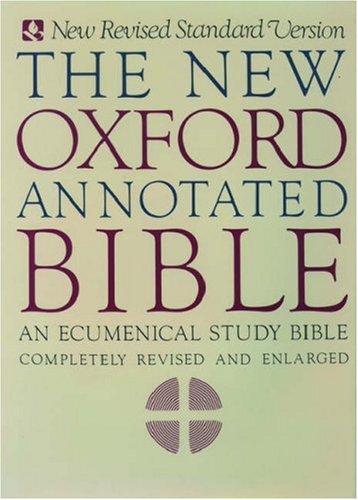 New Revised Standard Version
THE NEW
OXFORD
ANNOTATED
BIBLE
AN ECUMENICAL STUDY BIBLE
COMPLETELY REVISED AND ENLARGED